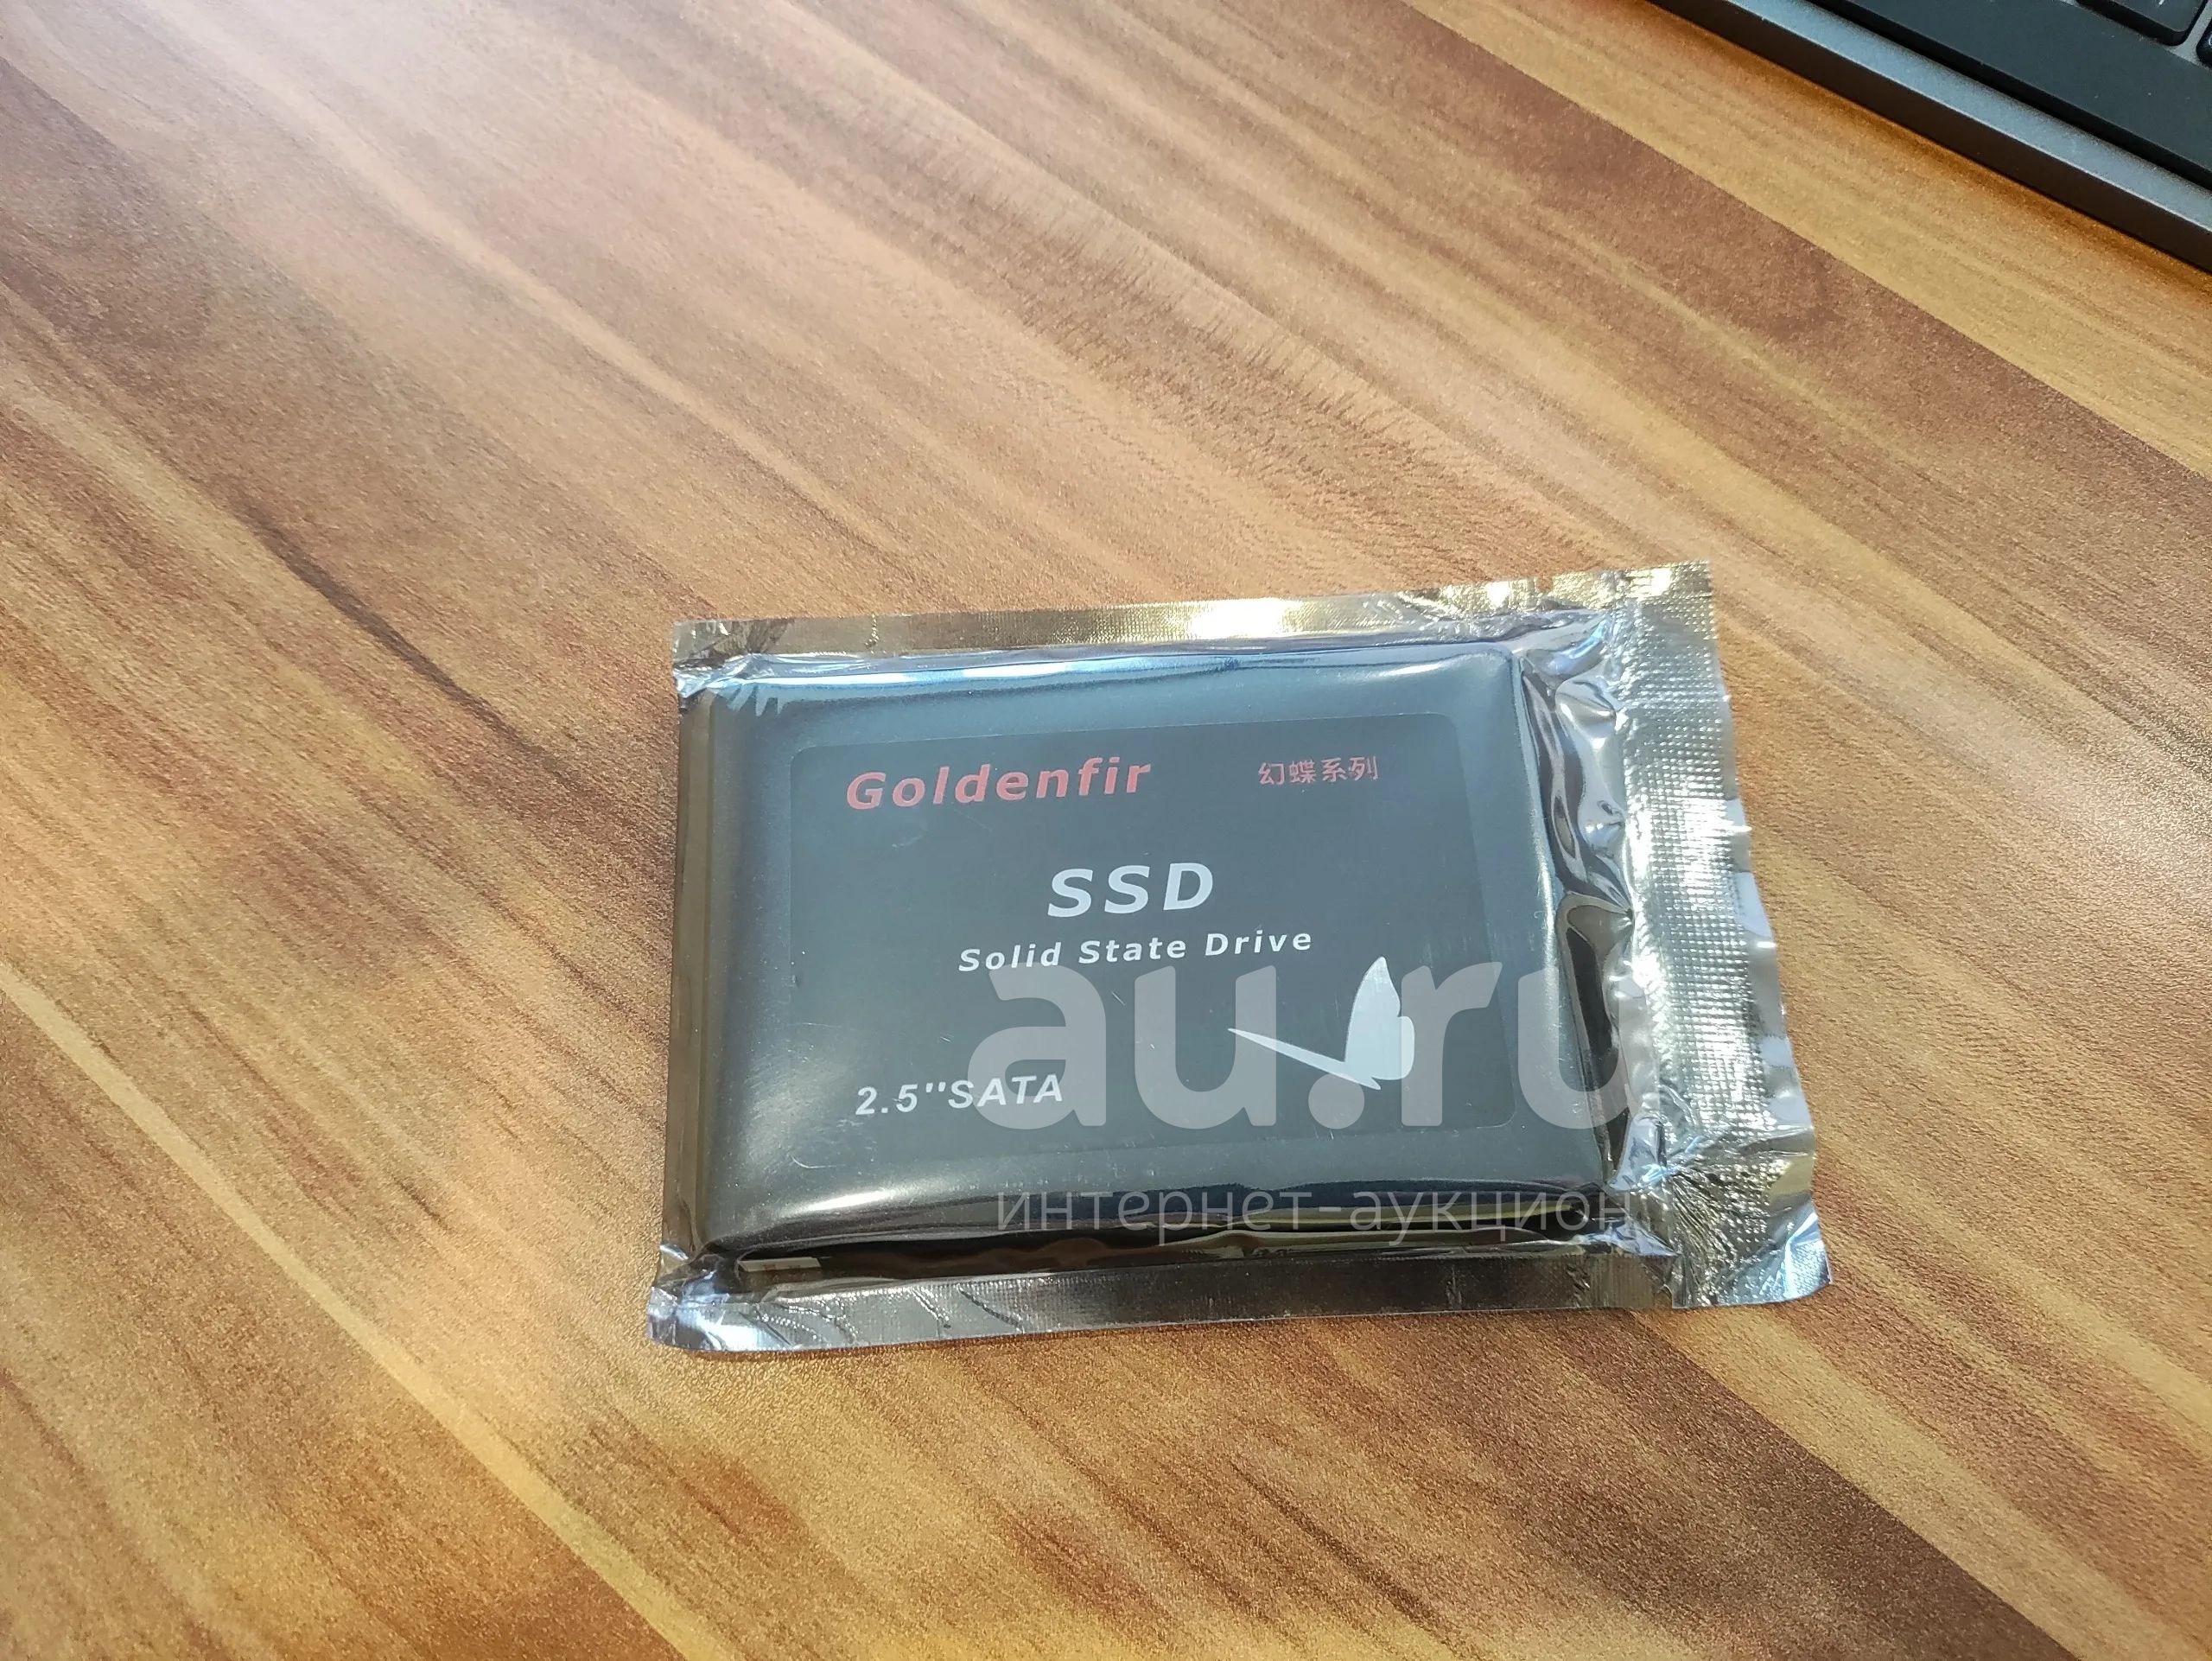 Goldenfir 幻蝶系列
SSD
Solid State Drive
2.5"SATA
au.ru
интернет-аукцион